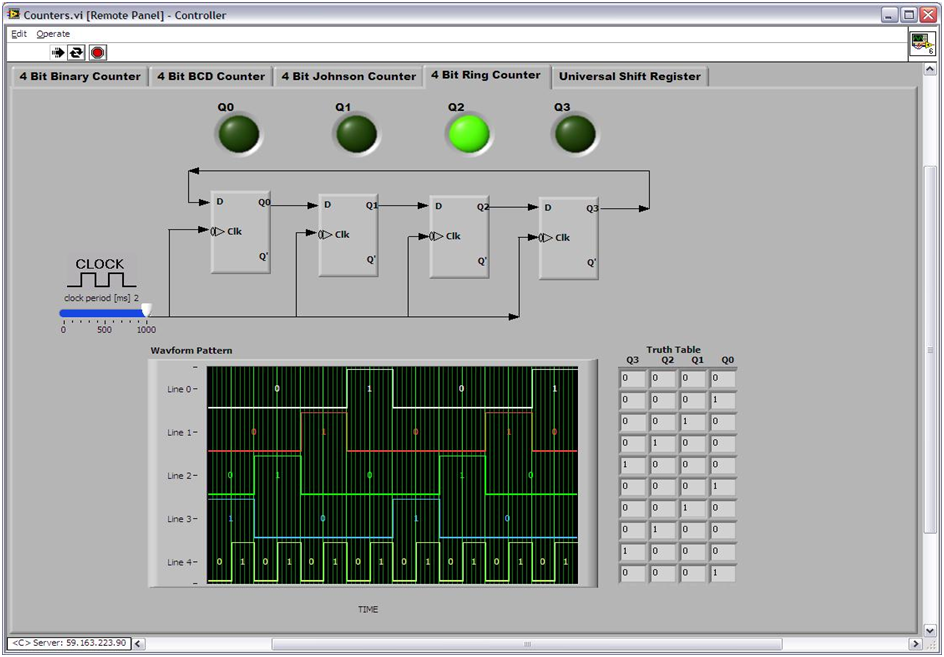 Counters.vi [Remote Panel] - Controller
Edit Operate
6
4 Bit Binary Counter 4 Bit BCD Counter 4 Bit Johnson Counter 4 Bit Ring Counter Universal Shift Register
Q0 Q1 Q2 Q3
D Q0 D Q1 D Q2 D Q3
Clk Clk Clk Clk
Q' Q' Q' Q'
CLOCK
clock period [ms] 2
0 500 1000
Wavform Pattern
Line 0 0 1 0 1
Line 1 0 1 0 1 0
Line 2 0 1 0 1 0
Line 3 1 0 1 0
Line 4 0 1 0 1 0 1 0 1 0 1 0 1 0 1 0 1
TIME
Truth Table
Q3 Q2 Q1 Q0
0 0 0 0
0 0 0 1
0 0 1 0
0 1 0 0
1 0 0 0
0 0 0 1
0 0 1 0
0 1 0 0
1 0 0 0
0 0 0 1
<C> Server: 59.163.223.90